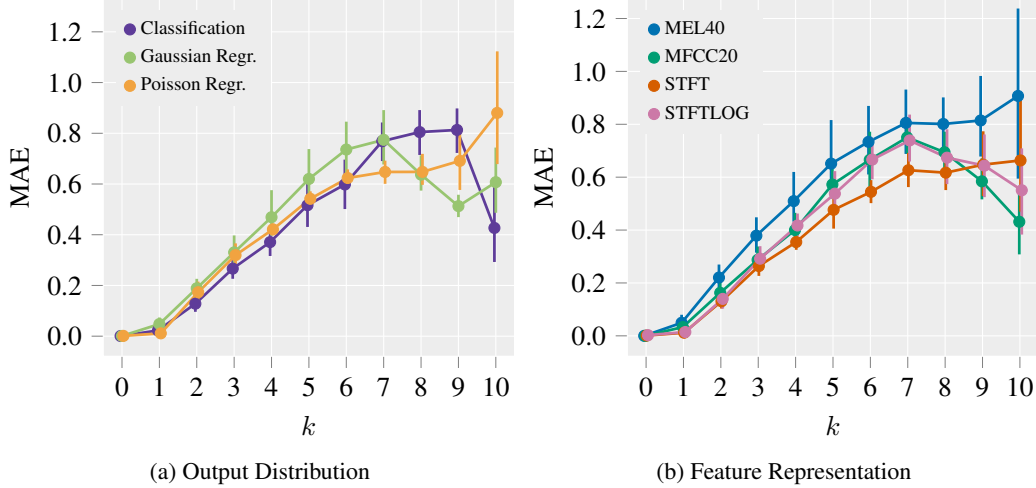 Classification
Gaussian Regr.
Poisson Regr.
MAE
1.2
1.0
0.8
0.6
0.4
0.2
0.0
0 1 2 3 4 5 6 7 8 9 10
k
(a) Output Distribution
MEL40
MFCC20
STFT
STFTLOG
MAE
1.2
1.0
0.8
0.6
0.4
0.2
0.0
0 1 2 3 4 5 6 7 8 9 10
k
(b) Feature Representation